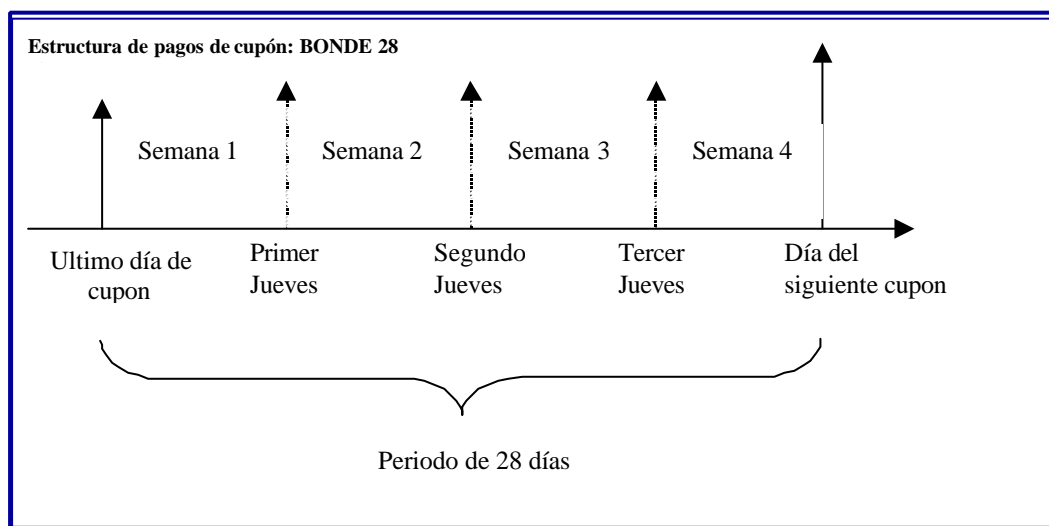 Estructura de pagos de cupón: BONDE 28
Semana 1
Semana 2
Semana 3
Semana 4
Ultimo día de
cupon
Primer
Jueves
Segundo
Jueves
Tercer
Jueves
Día del
siguiente cupon
Periodo de 28 días